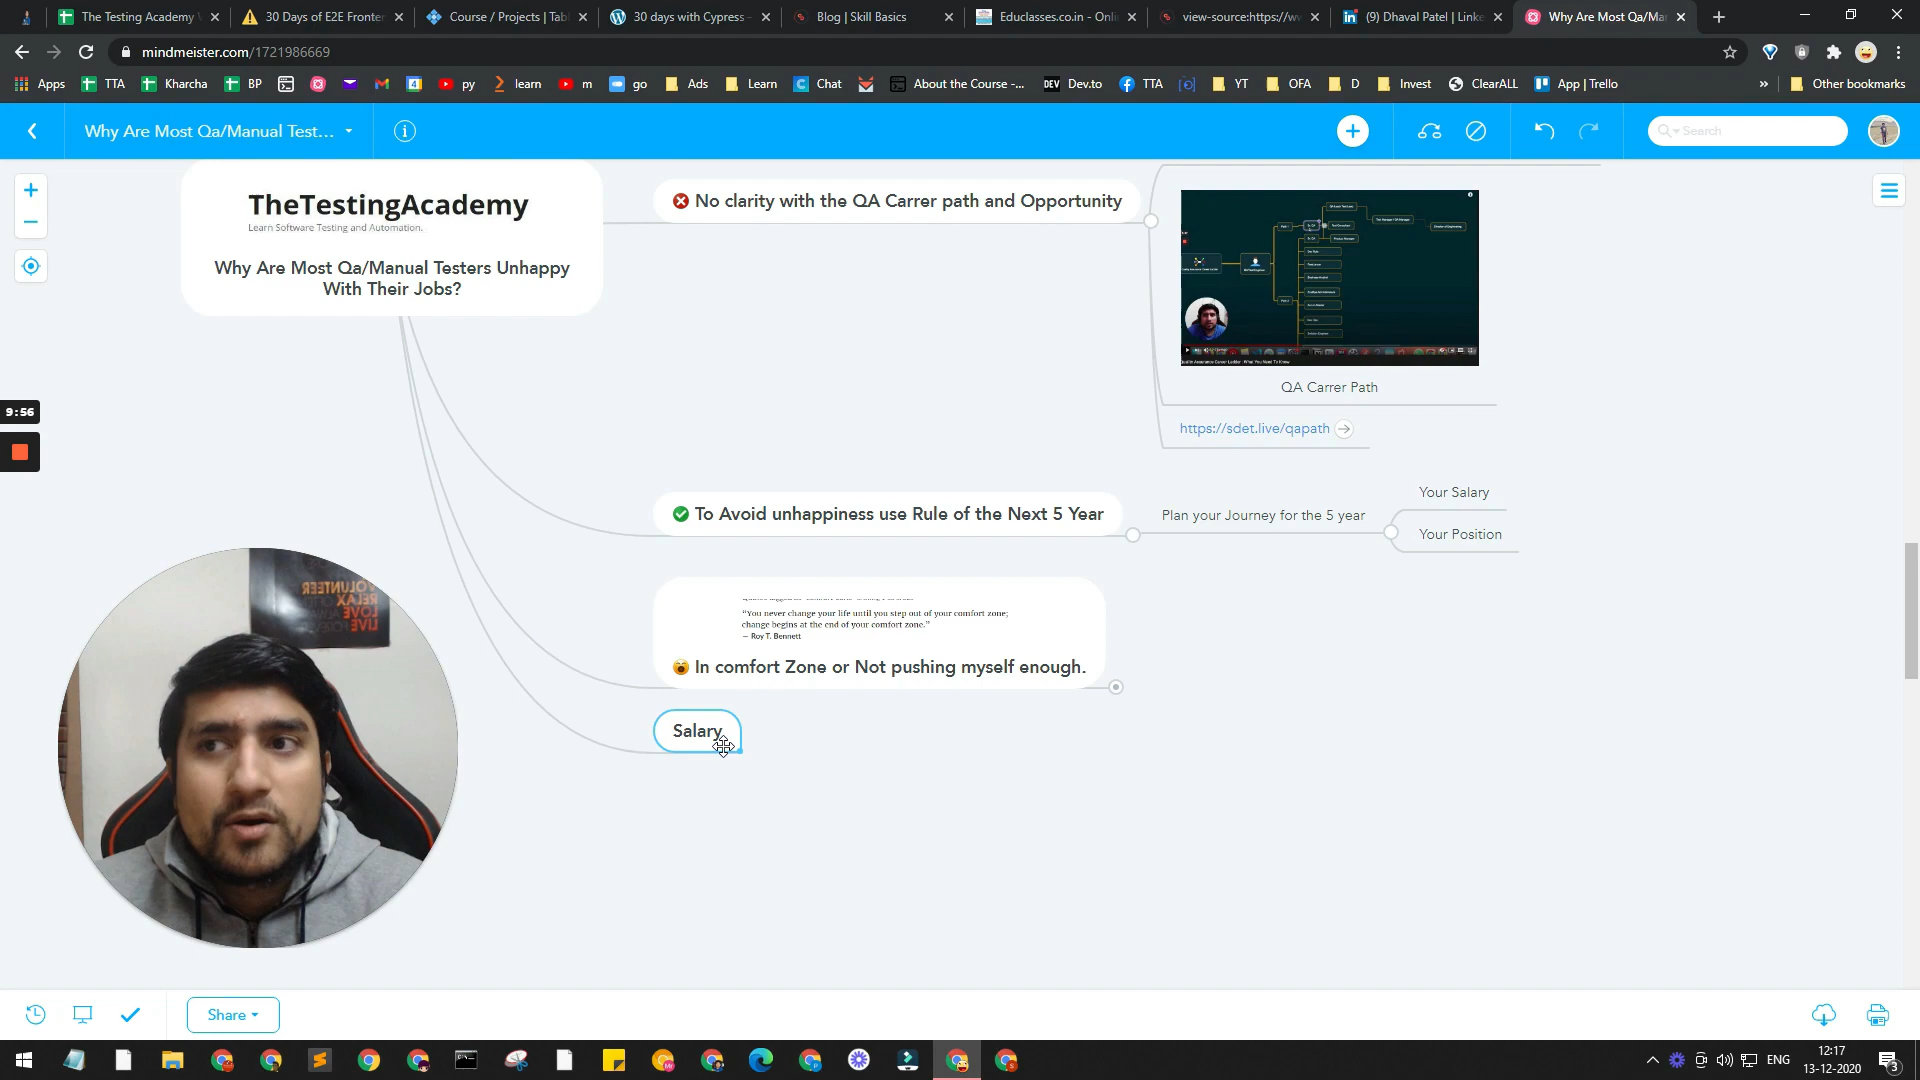 The Testing Academy
30 Days of E2E Fronter
Course / Projects | Tab
30 days with Cypress -
Blog | Skill Basics
Educlasses.co.in - Onli
view-source:https://w
(9) Dhaval Patel | Linke
Why Are Most Qa/Ma
mindmeister.com/1721986669
Apps
TTA
Kharcha
BP
py
learn
m
go
Ads
Learn
Chat
About the Course -...
DEV
Dev.to
TTA
YT
OFA
D
Invest
ClearALL
App | Trello
»
Other bookmarks
Why Are Most Qa/Manual Test...
Search
TheTestingAcademy
Learn Software Testing and Automation.
Why Are Most Qa/Manual Testers Unhappy
With Their Jobs?
No clarity with the QA Carrer path and Opportunity
QA Carrer Path
https://sdet.live/qapath
9:56
To Avoid unhappiness use Rule of the Next 5 Year
Plan your Journey for the 5 year
Your Salary
Your Position
"You never change your life until you step out of your comfort zone;
change begins at the end of your comfort zone."
— Roy T. Bennett
In comfort Zone or Not pushing myself enough.
Salary
VOLUNTEER
RELAX
LOVE
LIVE
Share
ENG
12:17
13-12-2020
3